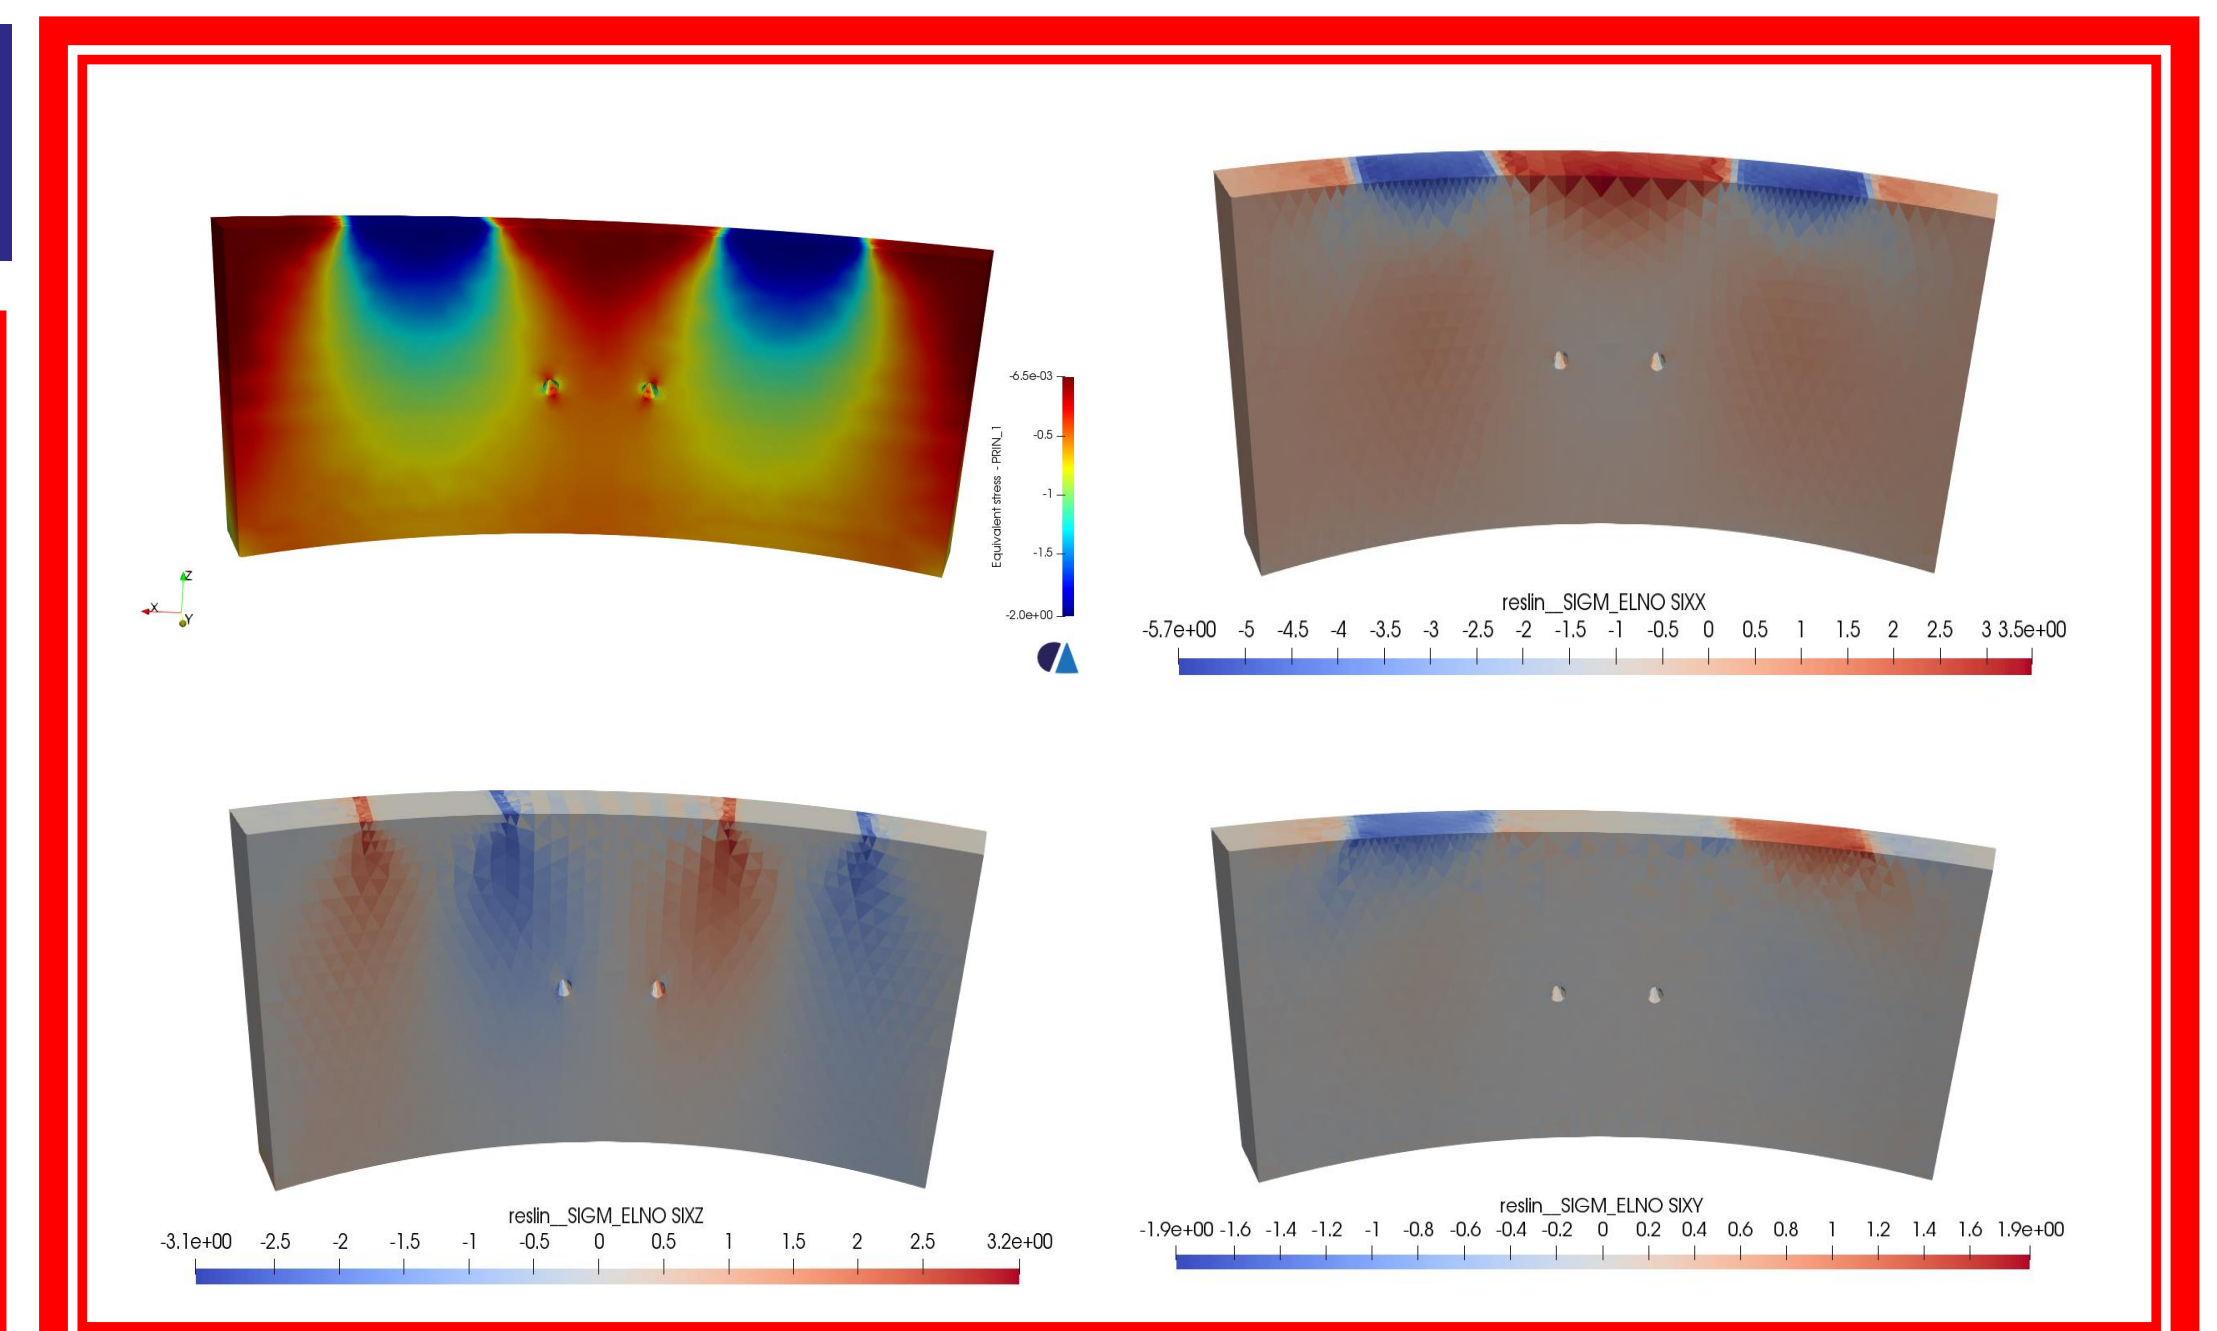 -6.5e-03
-0.5
-1
-1.5
-2.0e+00
Equivalent stress - PRIN_1
Z
X
Y
reslin__SIGM_ELNO SIXX
-5.7e+00 -5 -4.5 -4 -3.5 -3 -2.5 -2 -1.5 -1 -0.5 0 0.5 1 1.5 2 2.5 3 3.5e+00
reslin__SIGM_ELNO SIXZ
-3.1e+00 -2.5 -2 -1.5 -1 -0.5 0 0.5 1 1.5 2 2.5 3.2e+00
reslin__SIGM_ELNO SIXY
-1.9e+00 -1.6 -1.4 -1.2 -1 -0.8 -0.6 -0.4 -0.2 0 0.2 0.4 0.6 0.8 1 1.2 1.4 1.6 1.9e+00